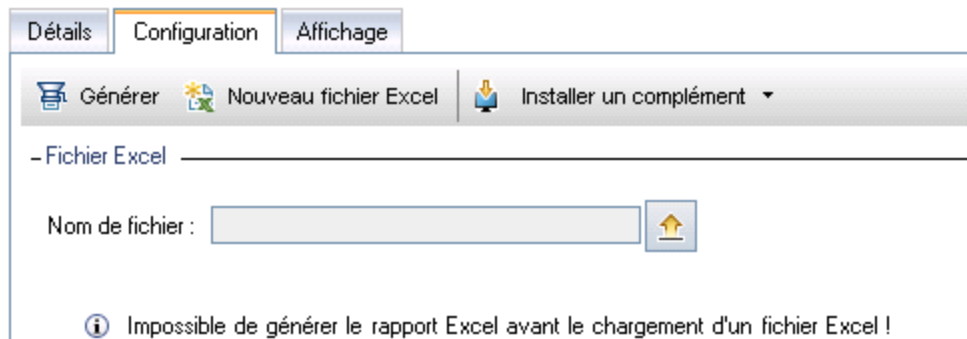 Détails Configuration Affichage
Générer Nouveau fichier Excel Installer un complément
Fichier Excel
Nom de fichier :
Impossible de générer le rapport Excel avant le chargement d'un fichier Excel !